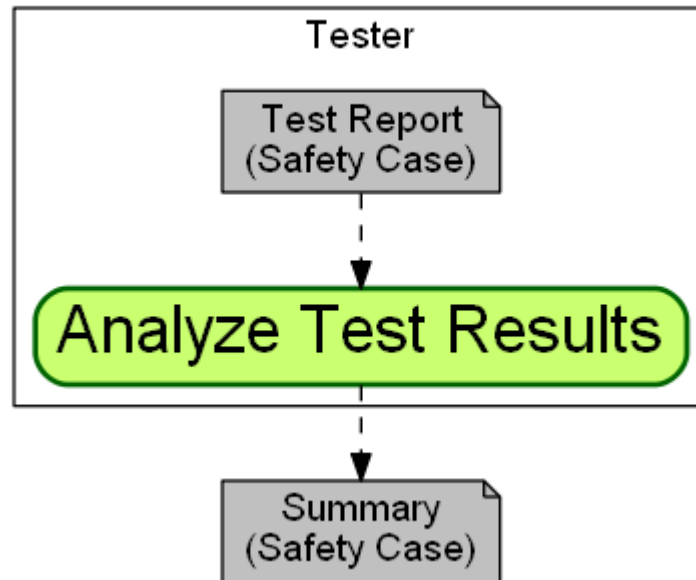 Tester
Test Report
(Safety Case)
Analyze Test Results
Summary
(Safety Case)